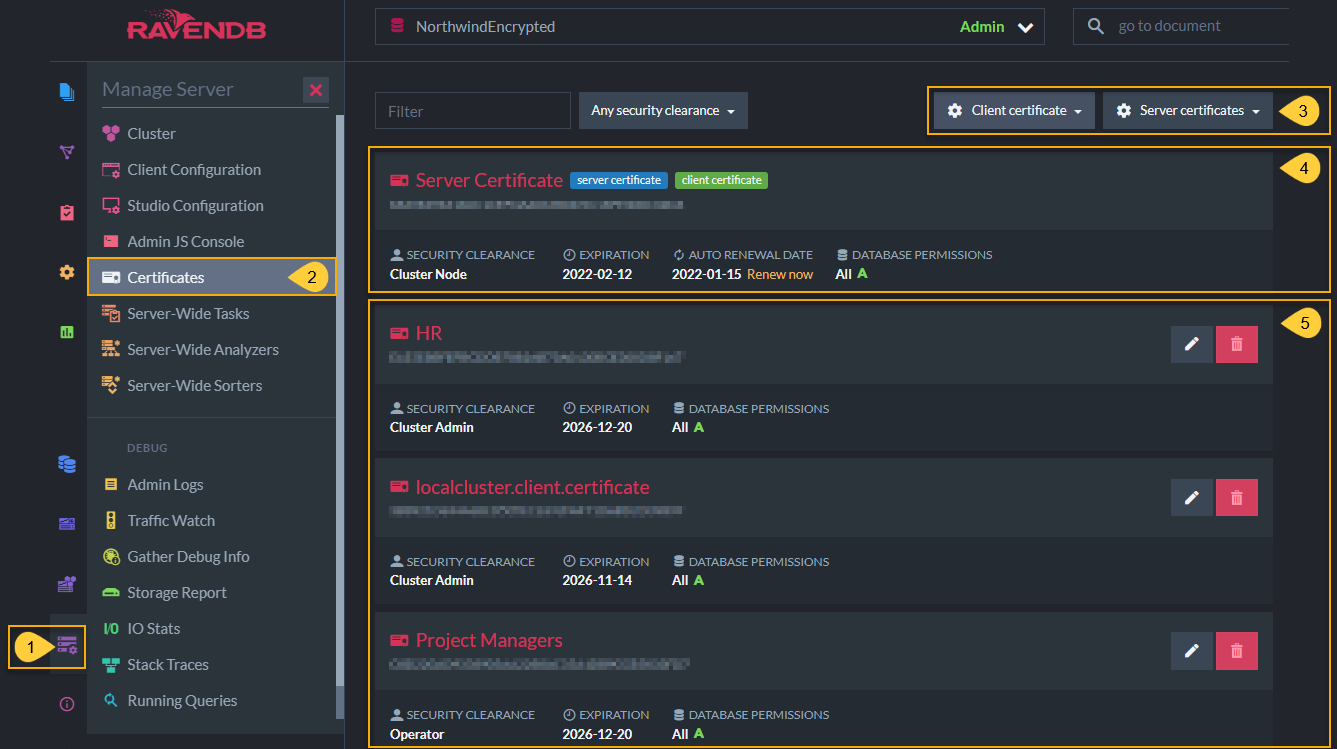 RAVENDB
NorthwindEncrypted
Admin
go to document
Manage Server
Cluster
Client Configuration
Studio Configuration
Admin JS Console
Certificates
2
Server-Wide Tasks
Server-Wide Analyzers
Server-Wide Sorters
DEBUG
Admin Logs
Traffic Watch
Gather Debug Info
Storage Report
I/O IO Stats
Stack Traces
Running Queries
1
Filter
Any security clearance
Client certificate
Server certificates
3
Server Certificate server certificate client certificate
4
SECURITY CLEARANCE EXPIRATION AUTO RENEWAL DATE DATABASE PERMISSIONS
Cluster Node 2022-02-12 2022-01-15 Renew now All A
HR
5
SECURITY CLEARANCE EXPIRATION DATABASE PERMISSIONS
Cluster Admin 2026-12-20 All A
localcluster.client.certificate
SECURITY CLEARANCE EXPIRATION DATABASE PERMISSIONS
Cluster Admin 2026-11-14 All A
Project Managers
SECURITY CLEARANCE EXPIRATION DATABASE PERMISSIONS
Operator 2026-12-20 All A